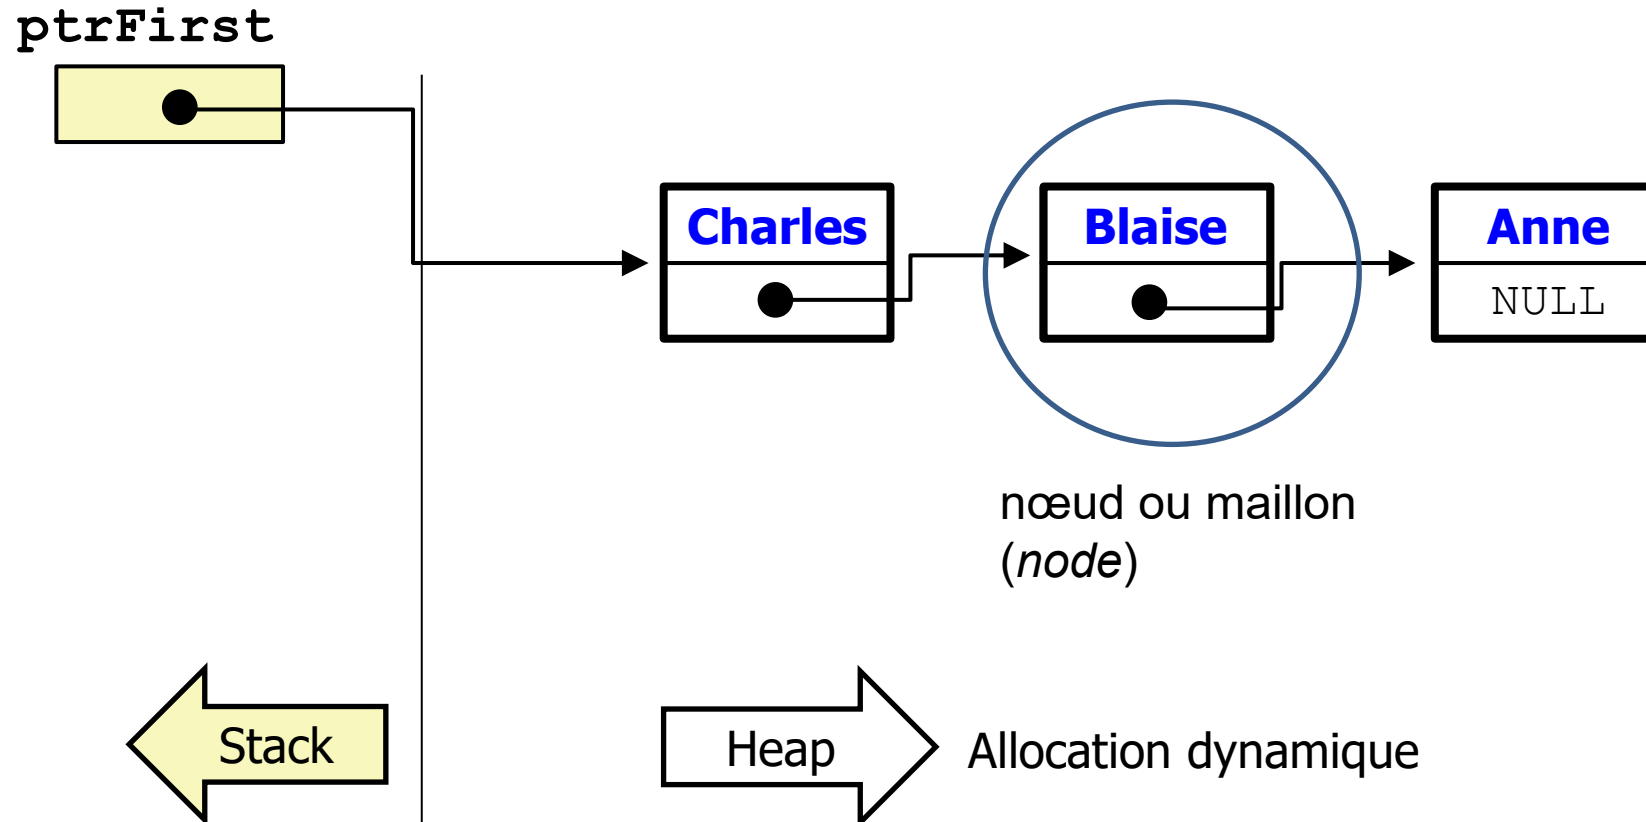 ptrFirst
Charles
Blaise
Anne
NULL
nœud ou maillon
(node)
Stack
Heap
Allocation dynamique